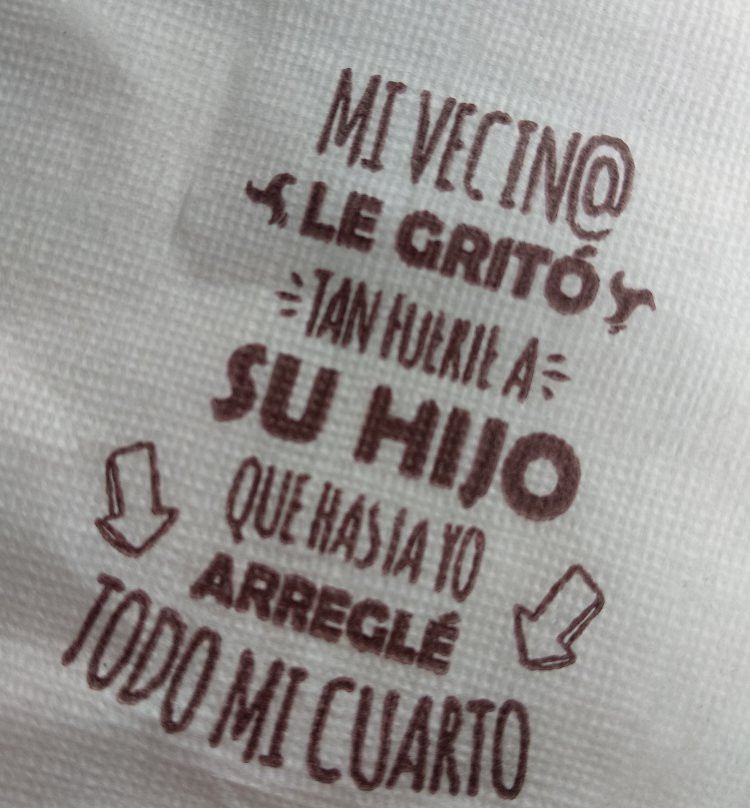 MI VECIN@
LE GRITÓ
TAN FUERTE A
SU HIJO
QUE HASTA YO
ARREGLÉ
TODO MI CUARTO